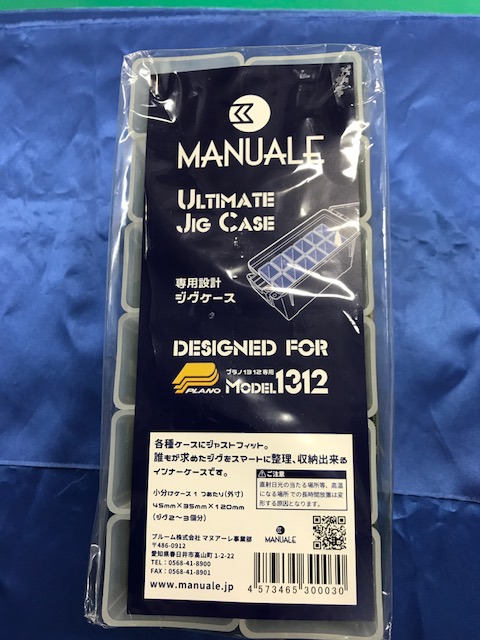 MANUALE
ULTIMATE
JIG CASE
専用設計
ジグケース
DESIGNED FOR
PLANO
プラノ1312専用
MODEL1312
各種ケースにジャストフィット。
誰もが求めたジグをスマートに整理、収納出来る
インナーケースです。
小分けケース1つあたり(外寸)
45mm×35mm×120mm
(ジグ2〜3個分)
ご注意
直射日光の当たる場所等、高温
になる場所での長時間放置は変
形する原因となります。
ブルーム株式会社 マヌアーレ事業部
〒486-0912
愛知県春日井市高山町1-2-22
TEL : 0568-41-8900
FAX : 0568-41-8901
www.manuale.jp
MANUALE
4 573465 300030